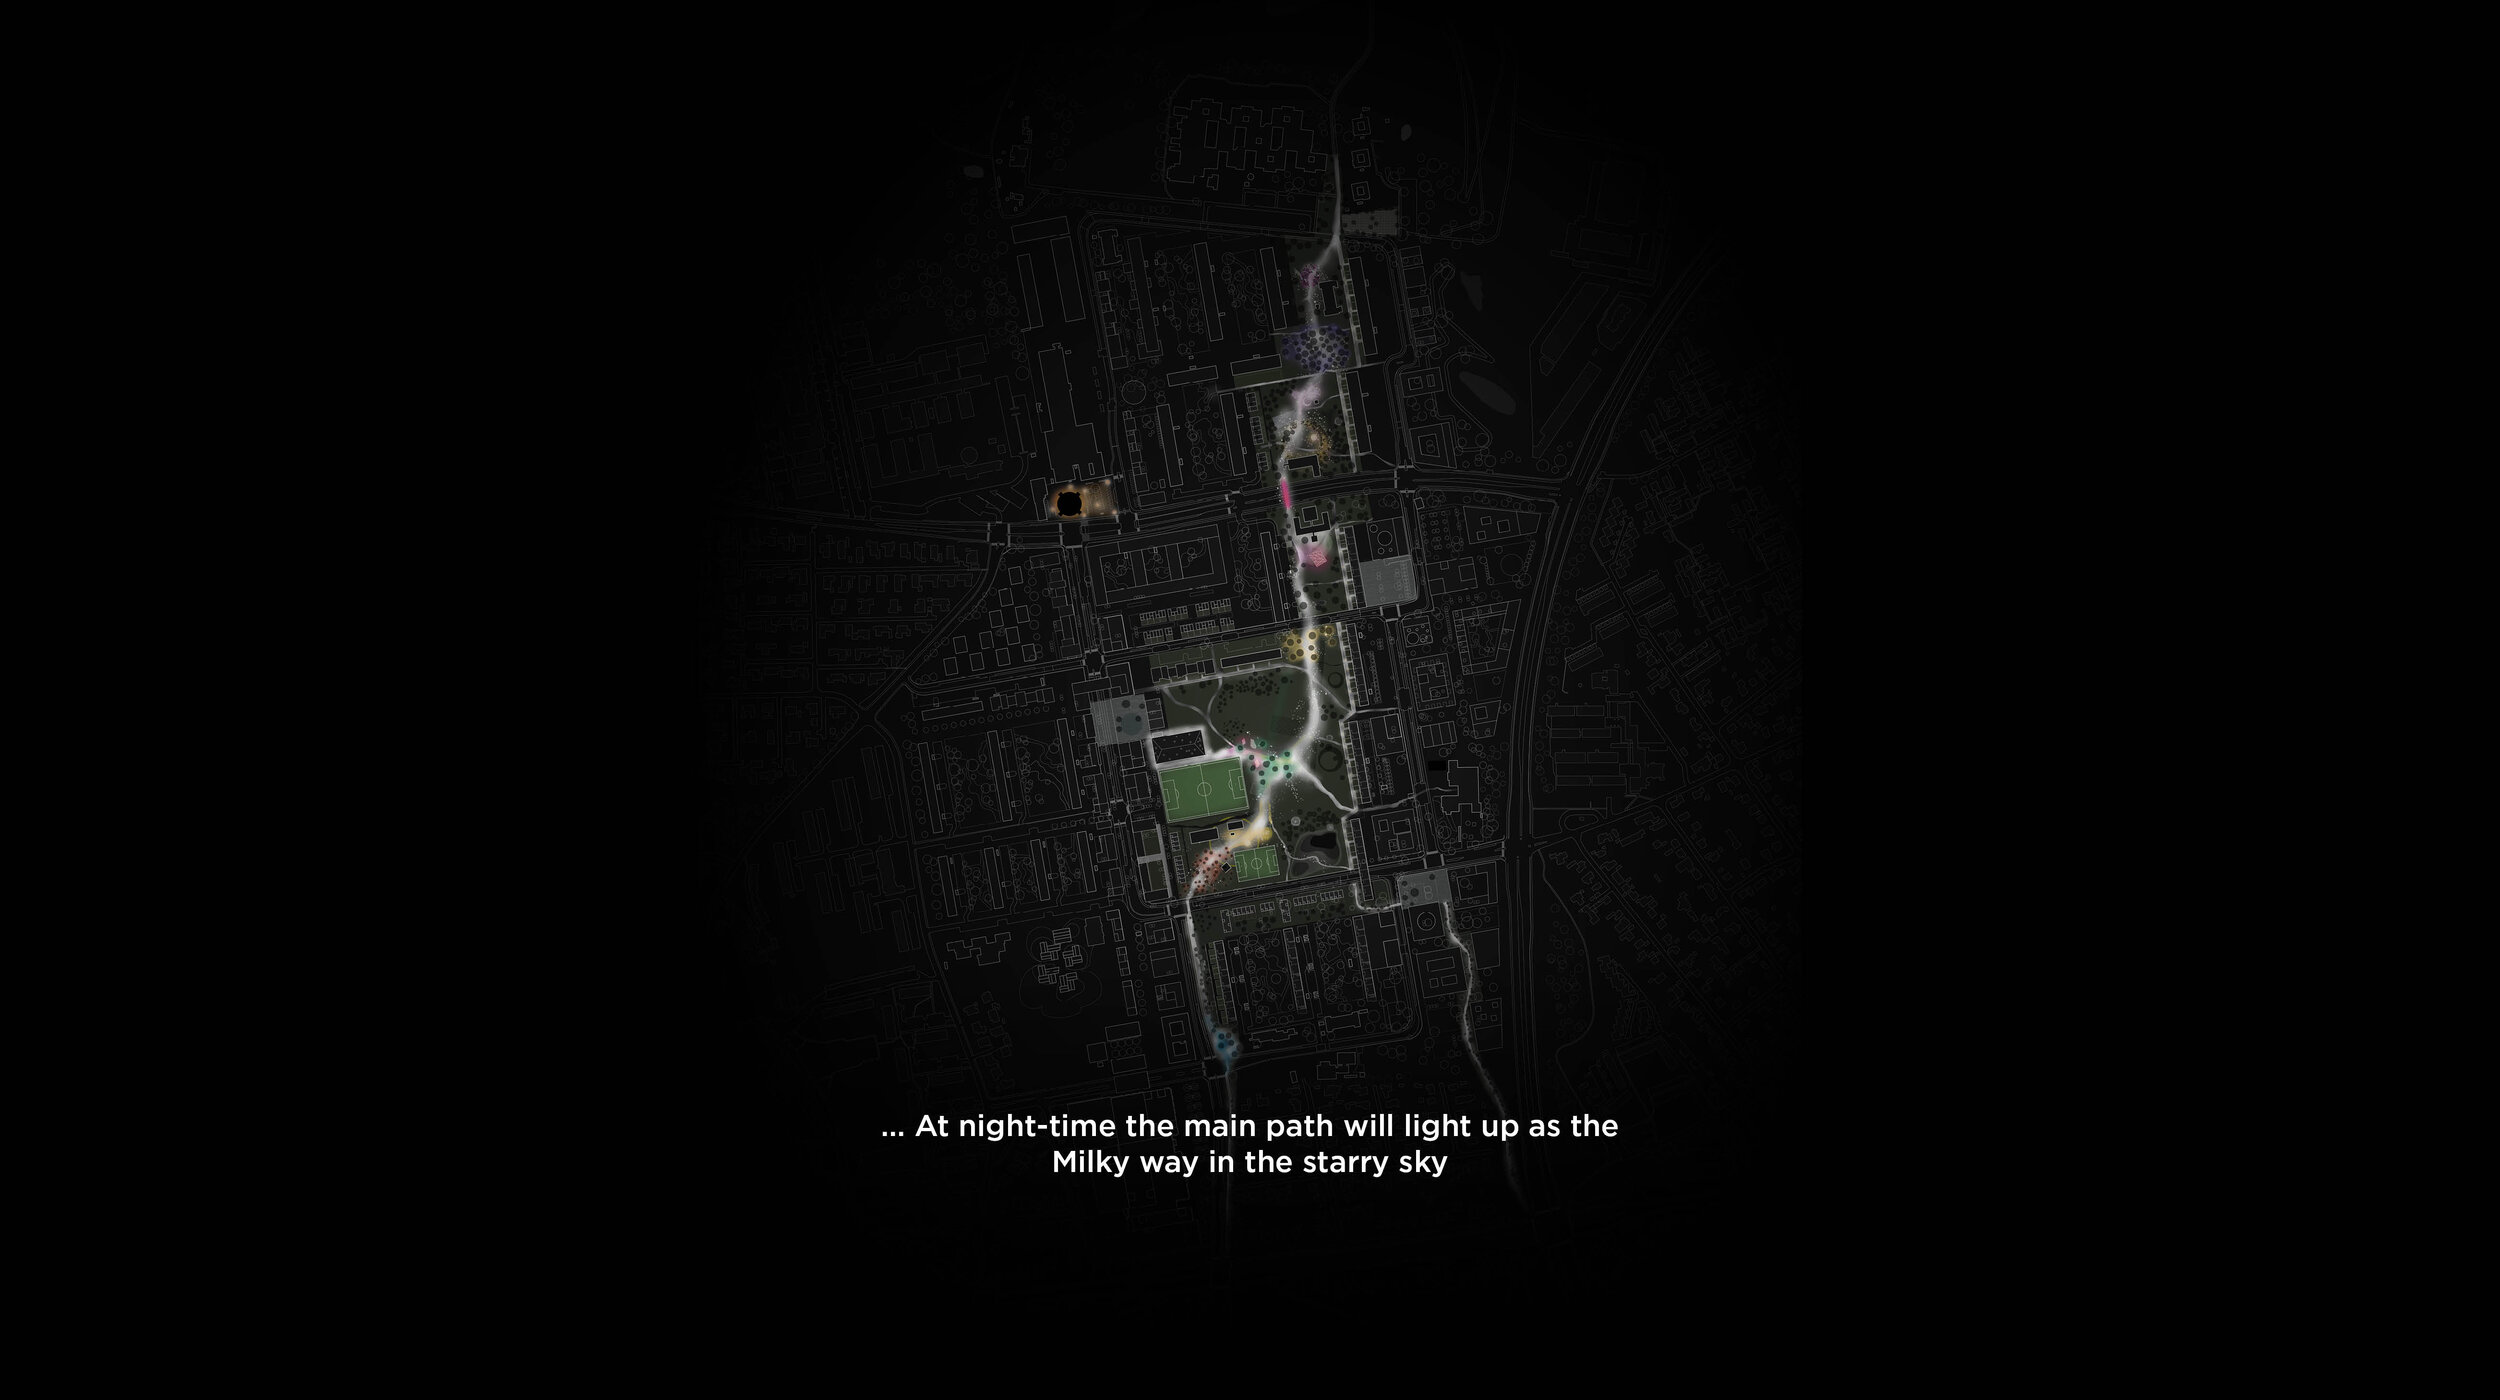 ... At night-time the main path will light up as the
Milky way in the starry sky